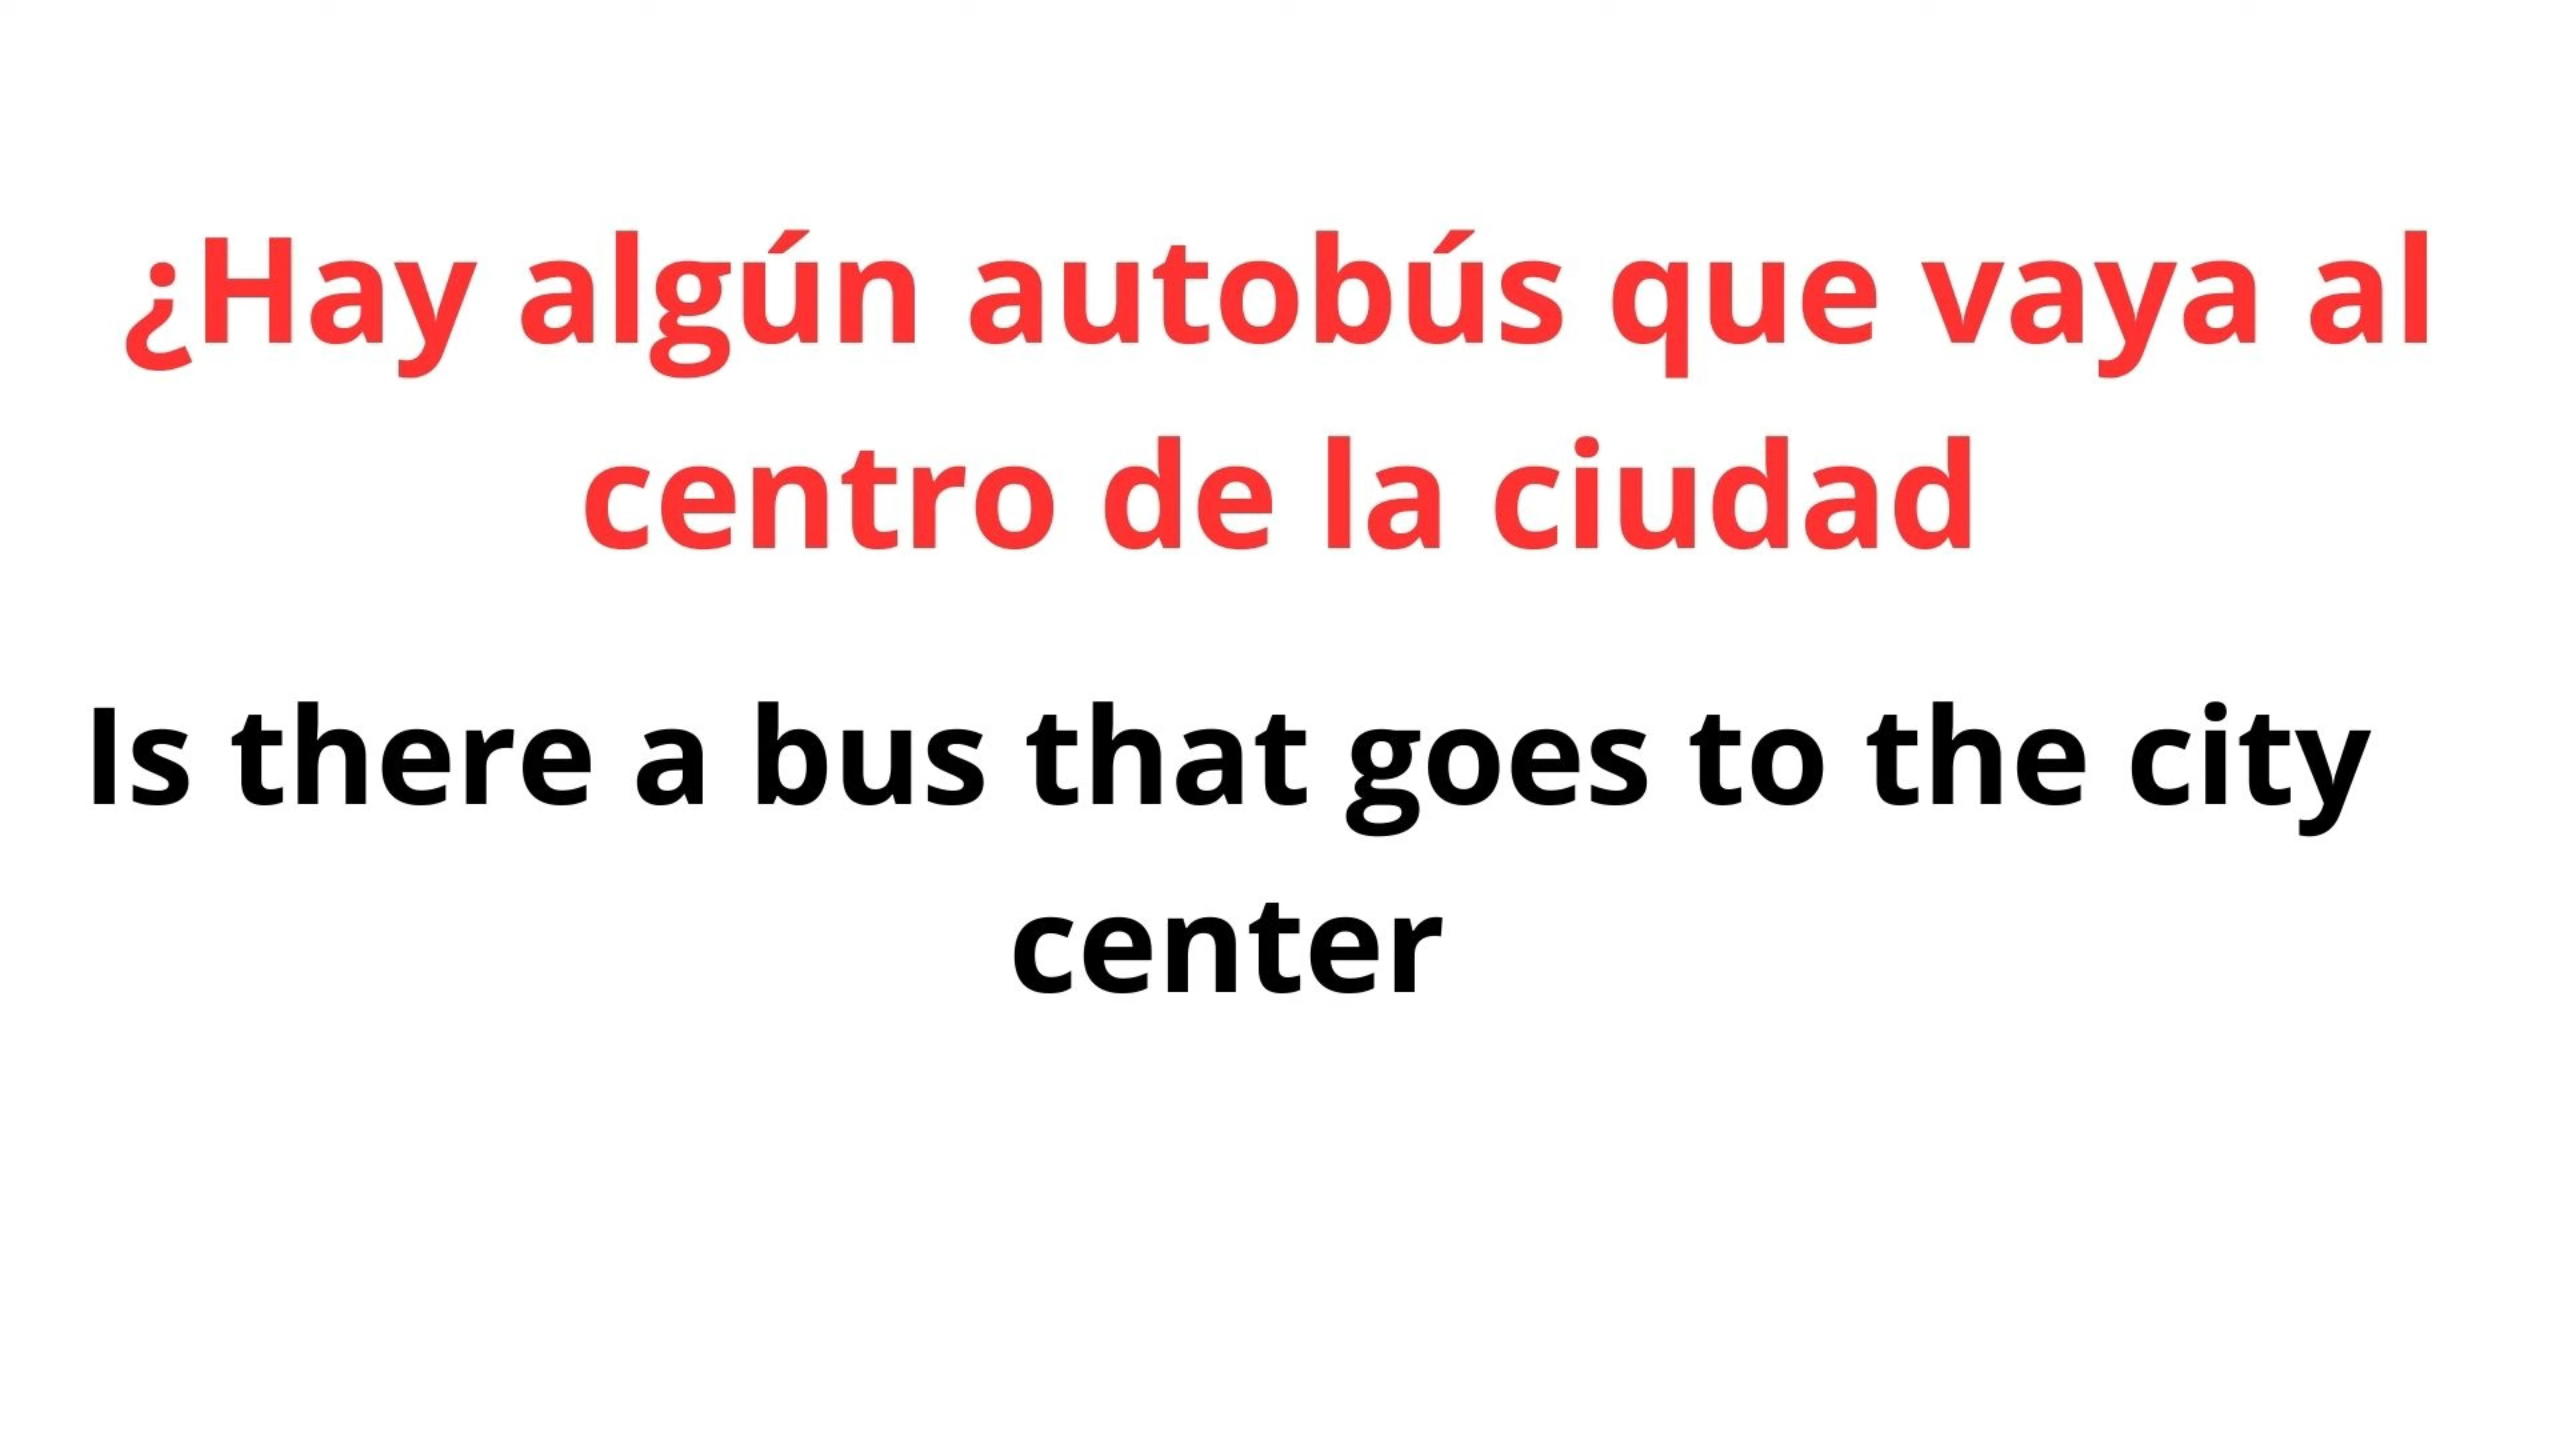 ¿Hay algún autobús que vaya al
centro de la ciudad
Is there a bus that goes to the city
center